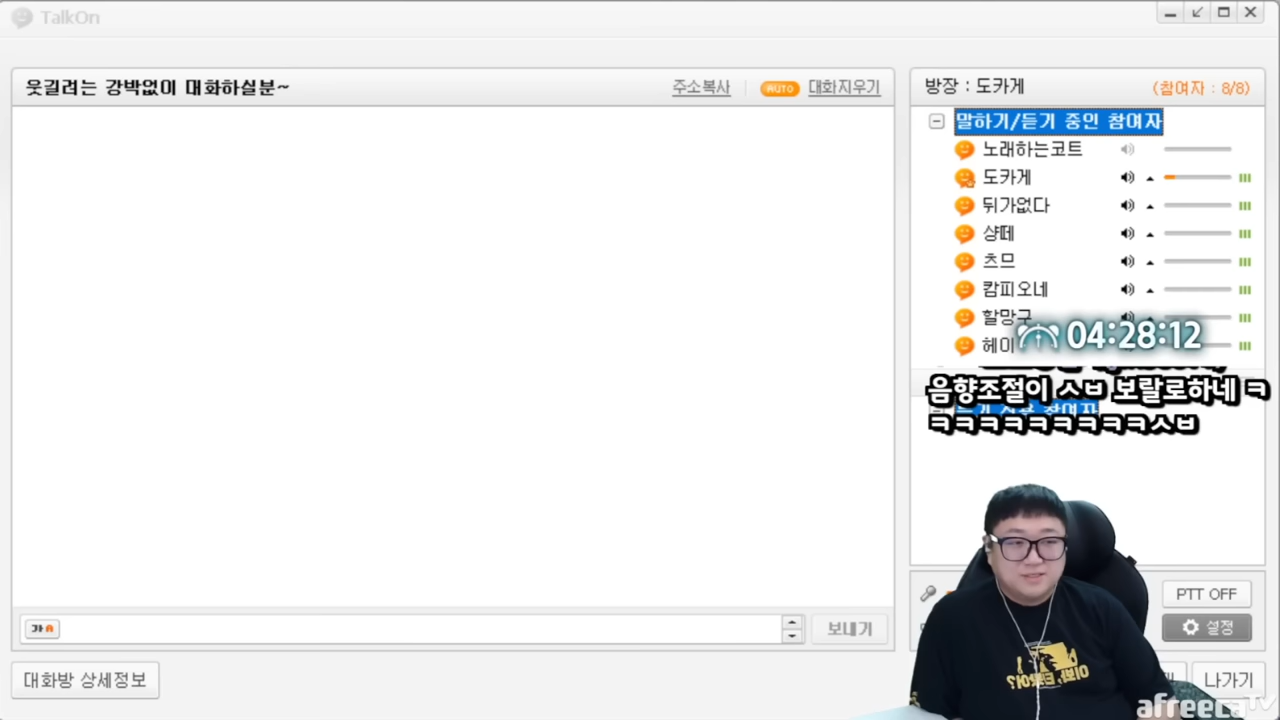 TalkOn
웃길려는 강박없이 대화하실분~
주소복사
AUTO
대화지우기
방장 : 도카게
(참여자 : 8/8)
말하기/듣기 중인 참여자
노래하는코트
도카게
뒤가없다
샹떼
츠므
캄피오네
할망구
헤이
04:28:12
음향조절이 ㅅㅂ 보랄로하네 ㅋ
ㅋㅋㅋㅋㅋㅋㅋㅋㅋㅅㅂ
PTT OFF
설정
가A
보내기
대화방 상세정보
나가기
afreecaTV